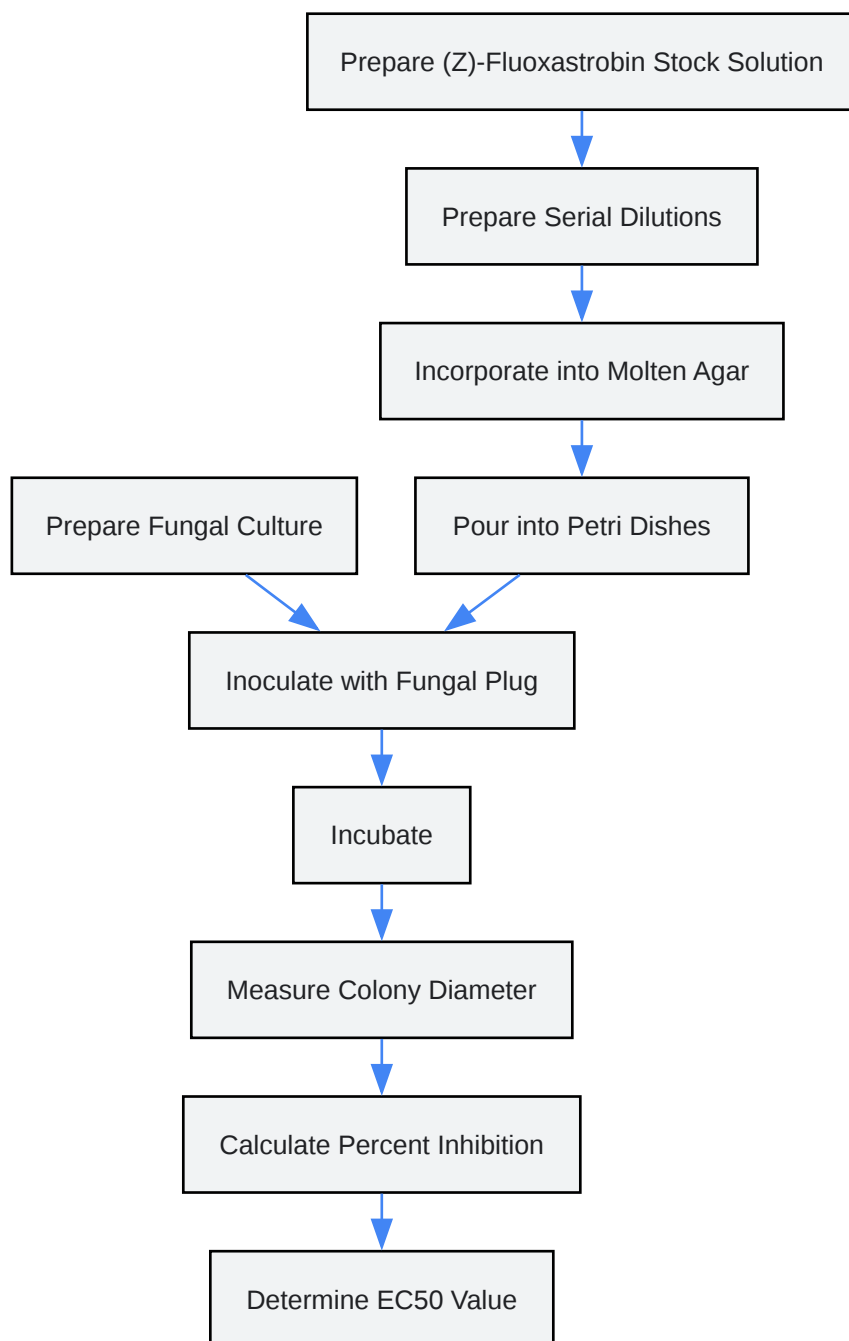 Prepare (Z)-Fluoxastrobin Stock Solution
Prepare Serial Dilutions
Incorporate into Molten Agar
Prepare Fungal Culture
Pour into Petri Dishes
Inoculate with Fungal Plug
Incubate
Measure Colony Diameter
Calculate Percent Inhibition
Determine EC50 Value